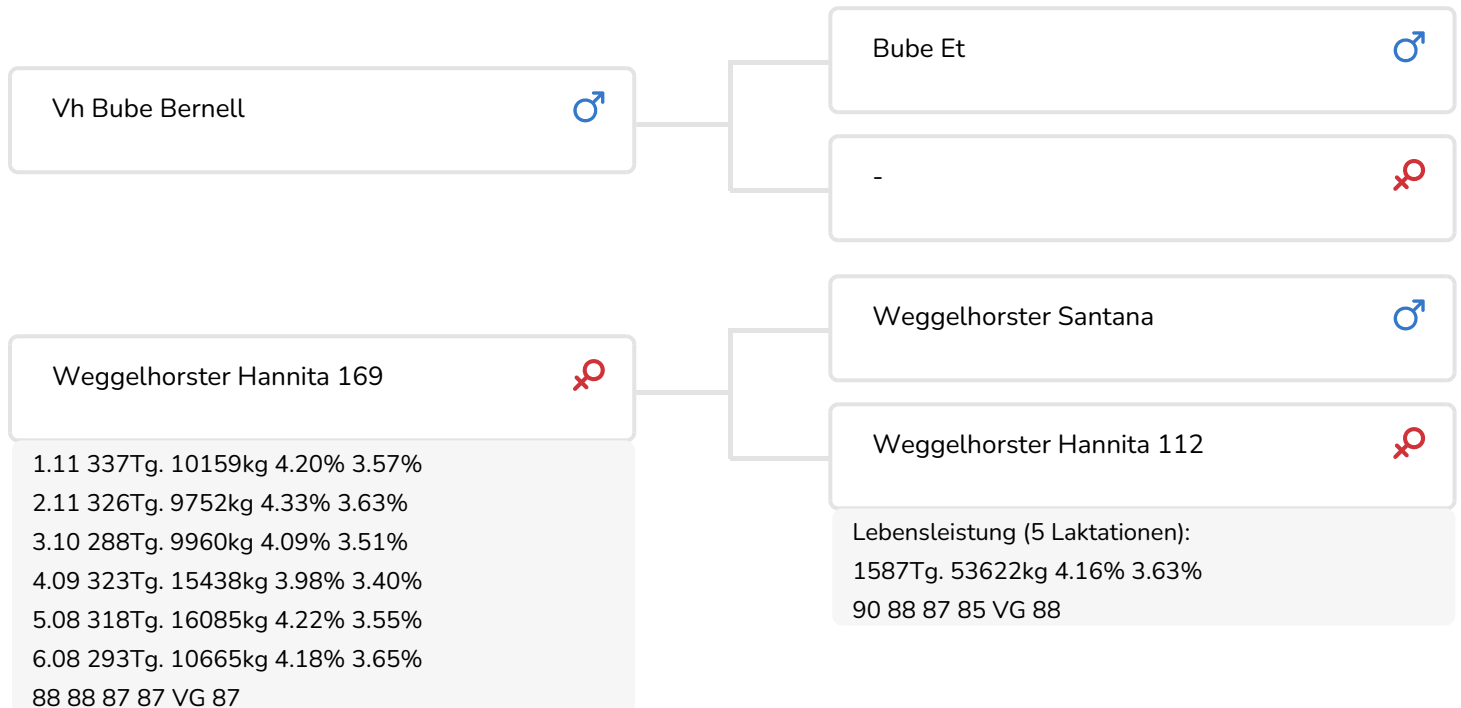 Vh Bube Bernell
Bube Et
-
Weggelhorster Hannita 169
1.11 337Tg. 10159kg 4.20% 3.57%
2.11 326Tg. 9752kg 4.33% 3.63%
3.10 288Tg. 9960kg 4.09% 3.51%
4.09 323Tg. 15438kg 3.98% 3.40%
5.08 318Tg. 16085kg 4.22% 3.55%
6.08 293Tg. 10665kg 4.18% 3.65%
88 88 87 87 VG 87
Weggelhorster Santana
Weggelhorster Hannita 112
Lebensleistung (5 Laktationen):
1587Tg. 53622kg 4.16% 3.63%
90 88 87 85 VG 88